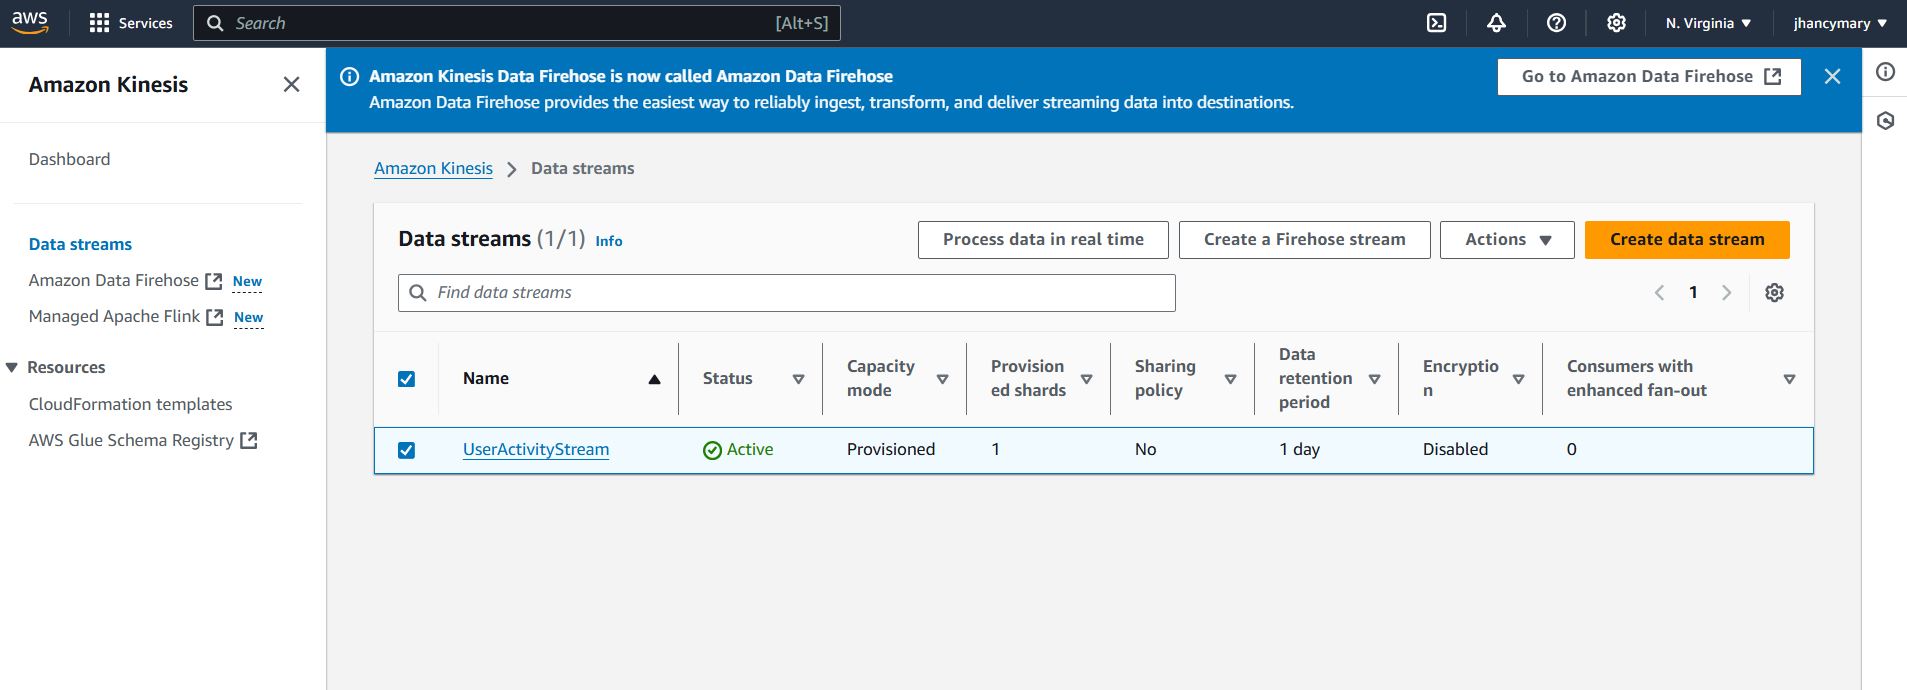 aws
Services
Search [Alt+S]
N. Virginia
jhancymary
Amazon Kinesis
Dashboard
Data streams
Amazon Data Firehose New
Managed Apache Flink New
Resources
CloudFormation templates
AWS Glue Schema Registry
Amazon Kinesis Data Firehose is now called Amazon Data Firehose
Amazon Data Firehose provides the easiest way to reliably ingest, transform, and deliver streaming data into destinations.
Go to Amazon Data Firehose
Amazon Kinesis > Data streams
Data streams (1/1) Info
Process data in real time
Create a Firehose stream
Actions
Create data stream
Find data streams
1
Name
Status
Capacity
mode
Provision
ed shards
Sharing
policy
Data
retention
period
Encryptio
n
Consumers with
enhanced fan-out
UserActivityStream Active Provisioned 1 No 1 day Disabled 0